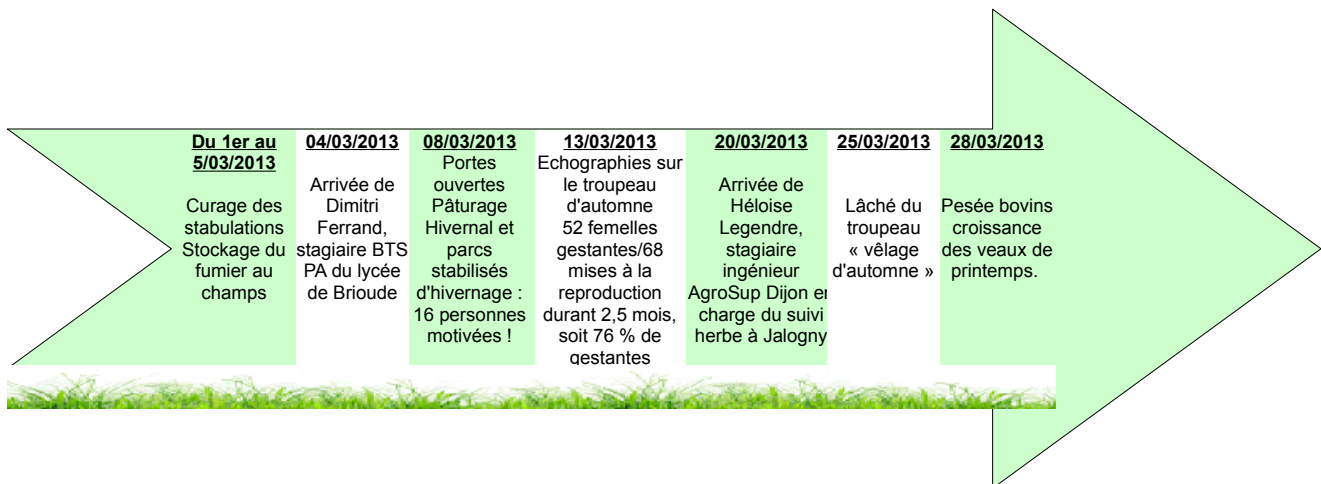 Du 1er au
5/03/2013
Curage des
stabulations
Stockage du
fumier au
champs
04/03/2013
Arrivée de
Dimitri
Ferrand,
stagiaire BTS
PA du lycée
de Brioude
08/03/2013
Portes
ouvertes
Pâturage
Hivernal et
parcs
stabilisés
d'hivernage :
16 personnes
motivées !
13/03/2013
Echographies sur
le troupeau
d'automne
52 femelles
gestantes/68
mises à la
reproduction
durant 2,5 mois,
soit 76 % de
gestantes
20/03/2013
Arrivée de
Héloise
Legendre,
stagiaire
ingénieur
AgroSup Dijon en
charge du suivi
herbe à Jalogny
25/03/2013
Lâché du
troupeau
« vêlage
d'automne »
28/03/2013
Pesée bovins
croissance
des veaux de
printemps.